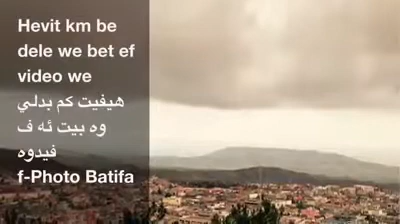 Hevit km be
dele we bet ef
video we
هيفيت كم بدلي
وه بيت ئه ف
فيدوه
f-Photo Batifa